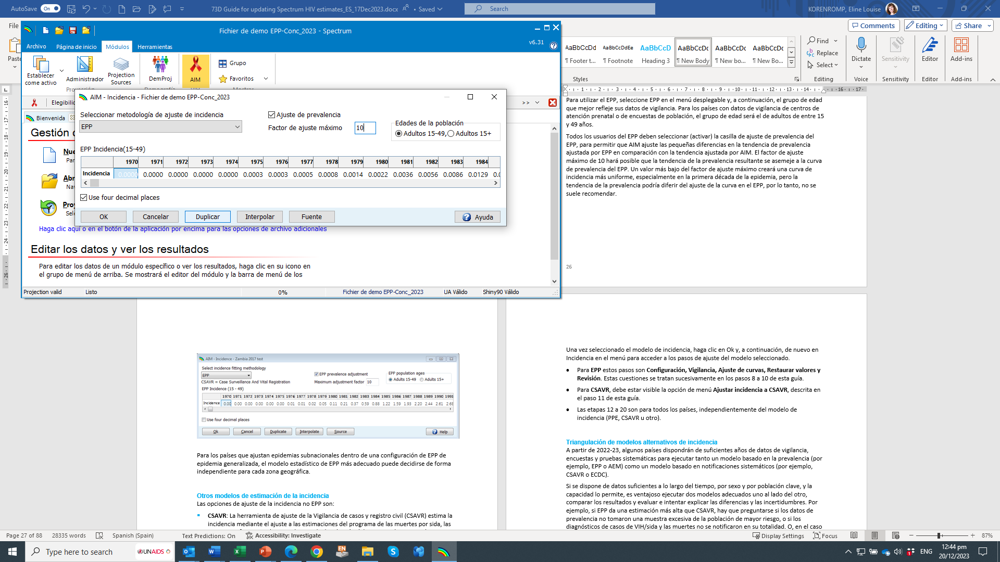 AutoSave On 73D Guide for updating Spectrum HIV estimates_ES_17Dec2023.docx • Saved Search KORENROMP, Eline Louise
File Comments Editing Share
Fichier de demo EPP-Conc_2023 - Spectrum
v6.31
Archivo Página de inicio Módulos Herramientas
Paste
Establecer
como activo
Administrador
Projection
Sources
DemProj
AIM
Grupo
Favoritos
AaBbCcDd AaBbCcDdEe AaBbCcD AaBbCcDc AaBbCcDc AaBbCcDc
¶ Footer t... ¶ Footnote Heading 3 ¶ New Body ¶ New bo... ¶ New Bo...
Styles
Find
Replace
Select
Editing
Dictate
Voice
Sensitivity
Sensitivity
Editor
Editor
Add-ins
Add-ins
AIM - Incidencia - Fichier de demo EPP-Conc_2023
Elegibilic
>>
Bienvenida
Seleccionar metodología de ajuste de incidencia
EPP
Ajuste de prevalencia
Factor de ajuste máximo 10
Edades de la población
Adultos 15-49, Adultos 15+
EPP Incidencia(15-49)
1970 1971 1972 1973 1974 1975 1976 1977 1978 1979 1980 1981 1982 1983 1984
Incidencia 0.0000 0.0000 0.0000 0.0000 0.0000 0.0003 0.0003 0.0005 0.0008 0.0014 0.0022 0.0036 0.0056 0.0086 0.0129 0.0
Use four decimal places
OK Cancelar Duplicar Interpolar Fuente Ayuda
Gestión
Nue
Par
Abr
Nav
Proy
Sele
Haga clic aquí o en el botón de la aplicación por encima para las opciones de archivo adicionales
Editar los datos y ver los resultados
Para editar los datos de un módulo específico o ver los resultados, haga clic en su icono en
el grupo de menú de arriba. Se mostrará el editor del módulo y la barra de menú de los
Projection valid Listo 0% Fichier de demo EPP-Conc_2023 UA Válido Shiny90 Válido
Para utilizar el EPP, seleccione EPP en el menú desplegable y, a continuación, el grupo de edad
que mejor refleje sus datos de vigilancia. Para los países con datos de vigilancia de centros de
atención prenatal o de encuestas de población, el grupo de edad será el de adultos de entre 15
y 49 años.
Todos los usuarios del EPP deben seleccionar (activar) la casilla de ajuste de prevalencia del
EPP, para permitir que AIM ajuste las pequeñas diferencias en la tendencia de prevalencia
ajustada por EPP en comparación con la tendencia ajustada por AIM. El factor de ajuste
máximo de 10 hará posible que la tendencia de la prevalencia resultante se asemeje a la curva
de prevalencia del EPP. Un valor más bajo del factor de ajuste máximo creará una curva de
incidencia más uniforme, especialmente en la primera década de la epidemia, pero la
tendencia de la prevalencia podría diferir del ajuste de la curva en el EPP, por lo tanto, no se
suele recomendar.
26
AIM - Incidence - Zambia 2017 test
Select incidence fitting methodology
EPP
CSAVR = Case Surveillance And Vital Registration
EPP Incidence (15 - 49)
EPP prevalence adjustment
Maximum adjustment factor 10
EPP population ages
Adults 15-49 Adults 15+
1970 1971 1972 1973 1974 1975 1976 1977 1978 1979 1980 1981 1982 1983 1984 1985 1986 1987 1988 1989 1990 1991
Incidence 0.00 0.00 0.00 0.00 0.00 0.00 0.01 0.01 0.02 0.05 0.11 0.21 0.37 0.59 0.88 1.22 1.59 1.93 2.20 2.44 2.61 2.68
Use four decimal places
Ok Cancel Duplicate Interpolate Source Help
Para los países que ajustan epidemias subnacionales dentro de una configuración de EPP de
epidemia generalizada, el modelo estadístico de EPP más adecuado puede decidirse de forma
independiente para cada zona geográfica.
Otros modelos de estimación de la incidencia
Las opciones de ajuste de la incidencia no EPP son:
CSAVR: La herramienta de ajuste de la Vigilancia de casos y registro civil (CSAVR) estima la
incidencia mediante el ajuste a las estimaciones del programa de las muertes por sida, las
Una vez seleccionado el modelo de incidencia, haga clic en Ok y, a continuación, de nuevo en
Incidencia en el menú para acceder a los pasos de ajuste del modelo seleccionado.
• Para EPP estos pasos son Configuración, Vigilancia, Ajuste de curvas, Restaurar valores y
Revisión. Estas cuestiones se tratan sucesivamente en los pasos 8 a 10 de esta guía.
• Para CSAVR, debe estar visible la opción de menú Ajustar incidencia a CSAVR, descrita en
el paso 11 de esta guía.
• Las etapas 12 a 20 son para todos los países, independientemente del modelo de
incidencia (PPE, CSAVR u otro).
Triangulación de modelos alternativos de incidencia
A partir de 2022-23, algunos países dispondrán de suficientes años de datos de vigilancia,
encuestas y pruebas sistemáticas para ejecutar tanto un modelo basado en la prevalencia (por
ejemplo, EPP o AEM) como un modelo basado en notificaciones sistemáticas (por ejemplo,
CSAVR o ECDC).
Si se dispone de datos suficientes a lo largo del tiempo, por sexo y por población clave, y la
capacidad lo permite, es ventajoso ejecutar dos modelos adecuados uno al lado del otro,
comparar los resultados y evaluar e intentar explicar las diferencias y las incertidumbres. Por
ejemplo, si EPP da una estimación más alta que CSAVR, hay que preguntarse si los datos de
prevalencia no tomaron una muestra excesiva de la población de mayor riesgo, o si los
diagnósticos de casos de VIH/sida y las muertes no se notificaron en su totalidad. O, en el caso
Page 27 of 88 28335 words Spanish (Spain) Text Predictions: On Accessibility: Investigate Display Settings Focus 87%
Type here to search UNAIDS EN ENG 12:44 pm
20/12/2023